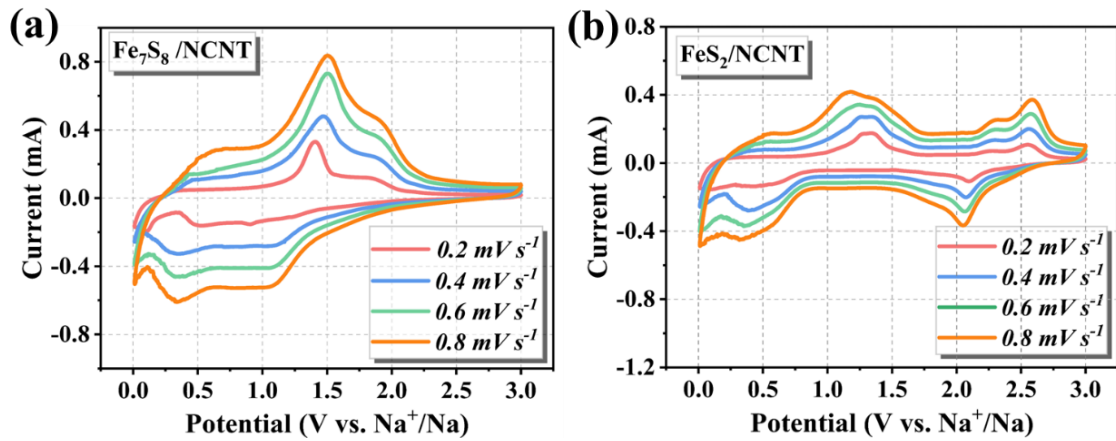 (a)
Fe₇S₈ /NCNT
Current (mA)
0.8
0.4
0.0
-0.4
-0.8
0.2 mV s⁻¹
0.4 mV s⁻¹
0.6 mV s⁻¹
0.8 mV s⁻¹
0.0 0.5 1.0 1.5 2.0 2.5 3.0
Potential (V vs. Na⁺/Na)
(b)
FeS₂/NCNT
Current (mA)
0.8
0.4
0.0
-0.4
-0.8
-1.2
0.2 mV s⁻¹
0.4 mV s⁻¹
0.6 mV s⁻¹
0.8 mV s⁻¹
0.0 0.5 1.0 1.5 2.0 2.5 3.0
Potential (V vs. Na⁺/Na)